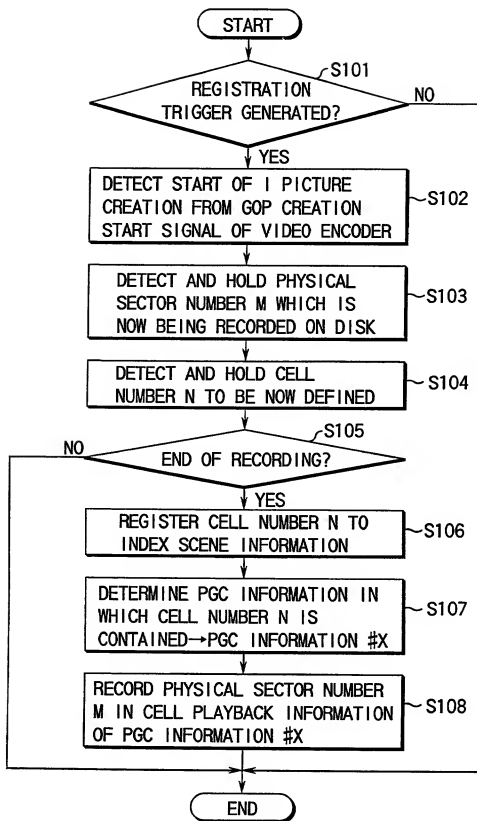 START
S101
REGISTRATION
TRIGGER GENERATED?
NO
YES
DETECT START OF I PICTURE
CREATION FROM GOP CREATION
START SIGNAL OF VIDEO ENCODER
S102
DETECT AND HOLD PHYSICAL
SECTOR NUMBER M WHICH IS
NOW BEING RECORDED ON DISK
S103
DETECT AND HOLD CELL
NUMBER N TO BE NOW DEFINED
S104
S105
NO
END OF RECORDING?
YES
REGISTER CELL NUMBER N TO
INDEX SCENE INFORMATION
S106
DETERMINE PGC INFORMATION IN
WHICH CELL NUMBER N IS
CONTAINED→PGC INFORMATION #X
S107
RECORD PHYSICAL SECTOR NUMBER
M IN CELL PLAYBACK INFORMATION
OF PGC INFORMATION #X
S108
END